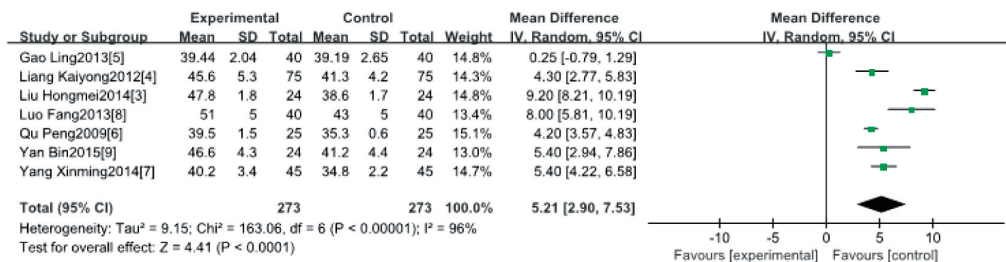 Experimental Control Mean Difference Mean Difference
Study or Subgroup Mean SD Total Mean SD Total Weight IV, Random, 95% CI IV, Random, 95% CI
Gao Ling2013[5] 39.44 2.04 40 39.19 2.65 40 14.8% 0.25 [-0.79, 1.29]
Liang Kaiyong2012[4] 45.6 5.3 75 41.3 4.2 75 14.3% 4.30 [2.77, 5.83]
Liu Hongmei2014[3] 47.8 1.8 24 38.6 1.7 24 14.9% 9.20 [8.21, 10.19]
Luo Fang2013[8] 51 5 40 43 5 40 13.4% 8.00 [5.81, 10.19]
Qu Peng2009[6] 39.5 1.5 25 35.3 0.6 25 15.1% 4.20 [3.57, 4.83]
Yan Bin2015[9] 46.6 4.3 24 41.2 4.4 24 13.0% 5.40 [2.94, 7.86]
Yang Xinming2014[7] 40.2 3.4 45 34.8 2.2 45 14.7% 5.40 [4.22, 6.58]
Total (95% CI) 273 273 100.0% 5.21 [2.90, 7.53]
Heterogeneity: Tau² = 9.15; Chi² = 163.06, df = 6 (P < 0.00001); I² = 96%
Test for overall effect: Z = 4.41 (P < 0.0001)
-10 -5 0 5 10
Favours [experimental] Favours [control]